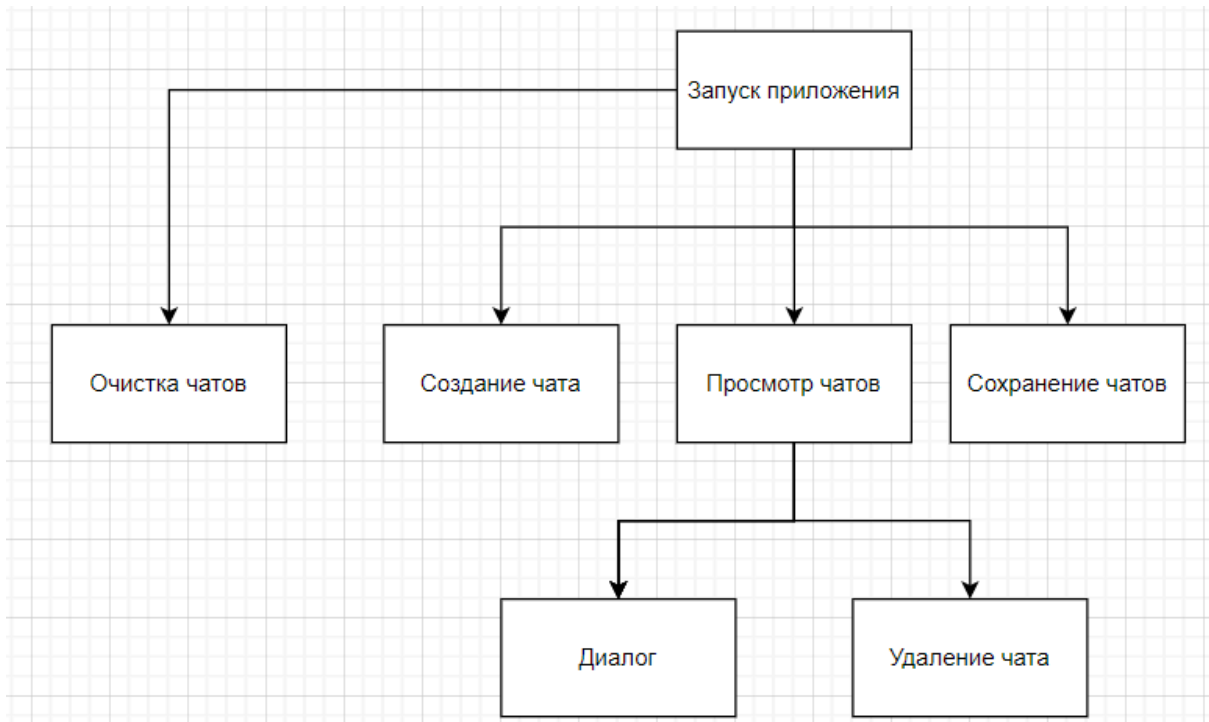 Запуск приложения
Очистка чатов
Создание чата
Просмотр чатов
Сохранение чатов
Диалог
Удаление чата